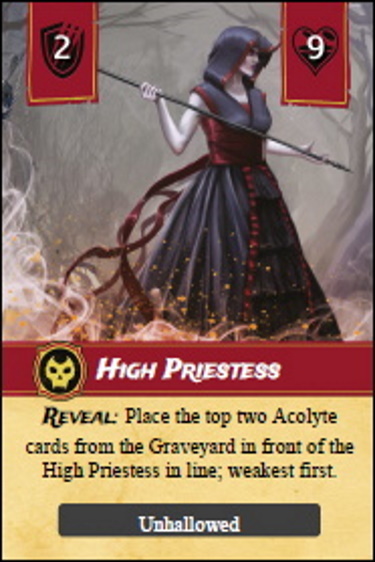 2
9
High Priestess
Reveal: Place the top two Acolyte
cards from the Graveyard in front of the
High Priestess in line; weakest first.
Unhallowed